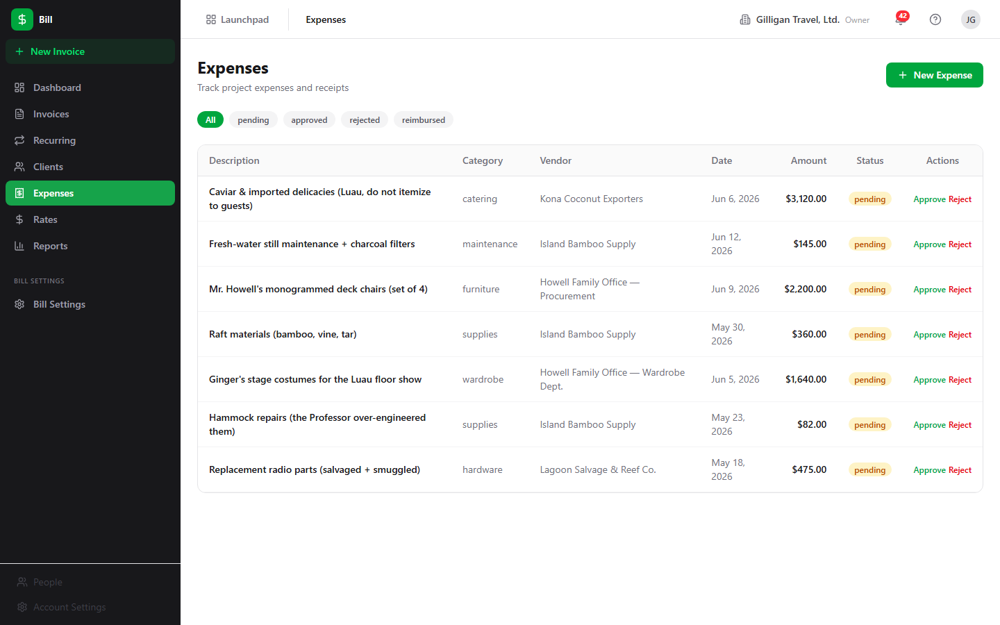 Bill
New Invoice
Dashboard
Invoices
Recurring
Clients
Expenses
Rates
Reports
BILL SETTINGS
Bill Settings
People
Account Settings
Launchpad
Expenses
Gilligan Travel, Ltd. Owner
42
JG
Expenses
Track project expenses and receipts
New Expense
All pending approved rejected reimbursed
Description Category Vendor Date Amount Status Actions
Caviar & imported delicacies (Luau, do not itemize
to guests)
catering Kona Coconut Exporters Jun 6, 2026 $3,120.00 pending Approve Reject
Fresh-water still maintenance + charcoal filters maintenance Island Bamboo Supply
Jun 12,
2026
$145.00 pending Approve Reject
Mr. Howell's monogrammed deck chairs (set of 4) furniture
Howell Family Office —
Procurement
Jun 9, 2026 $2,200.00 pending Approve Reject
Raft materials (bamboo, vine, tar) supplies Island Bamboo Supply
May 30,
2026
$360.00 pending Approve Reject
Ginger's stage costumes for the Luau floor show wardrobe
Howell Family Office — Wardrobe
Dept.
Jun 5, 2026 $1,640.00 pending Approve Reject
Hammock repairs (the Professor over-engineered
them)
supplies Island Bamboo Supply
May 23,
2026
$82.00 pending Approve Reject
Replacement radio parts (salvaged + smuggled) hardware Lagoon Salvage & Reef Co.
May 18,
2026
$475.00 pending Approve Reject